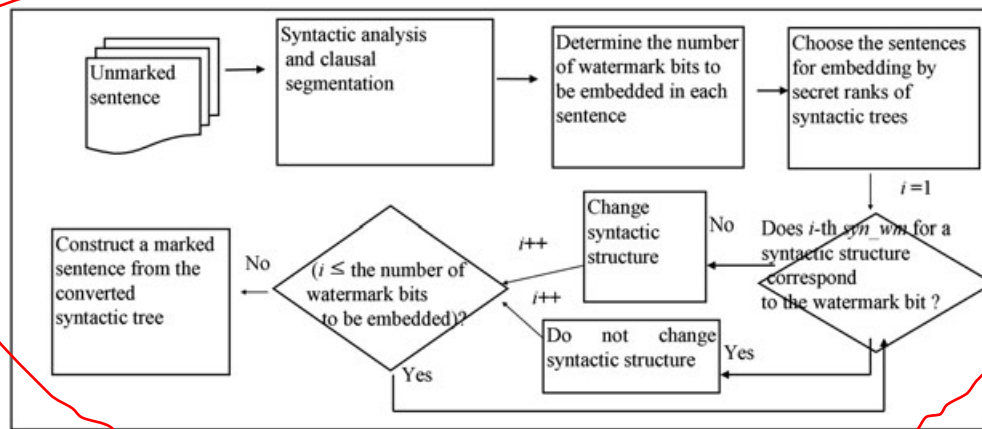 Unmarked
sentence
Syntactic analysis
and clausal
segmentation
Determine the number
of watermark bits to
be embedded in each
sentence
Choose the sentences
for embedding by
secret ranks of
syntactic trees
i =1
Does i-th syn_wm for a
syntactic structure
correspond
to the watermark bit ?
No
Change
syntactic
structure
i++
Yes
Do not change
syntactic structure
i++
(i ≤ the number of
watermark bits
to be embedded)?
Yes
No
Construct a marked
sentence from the
converted
syntactic tree